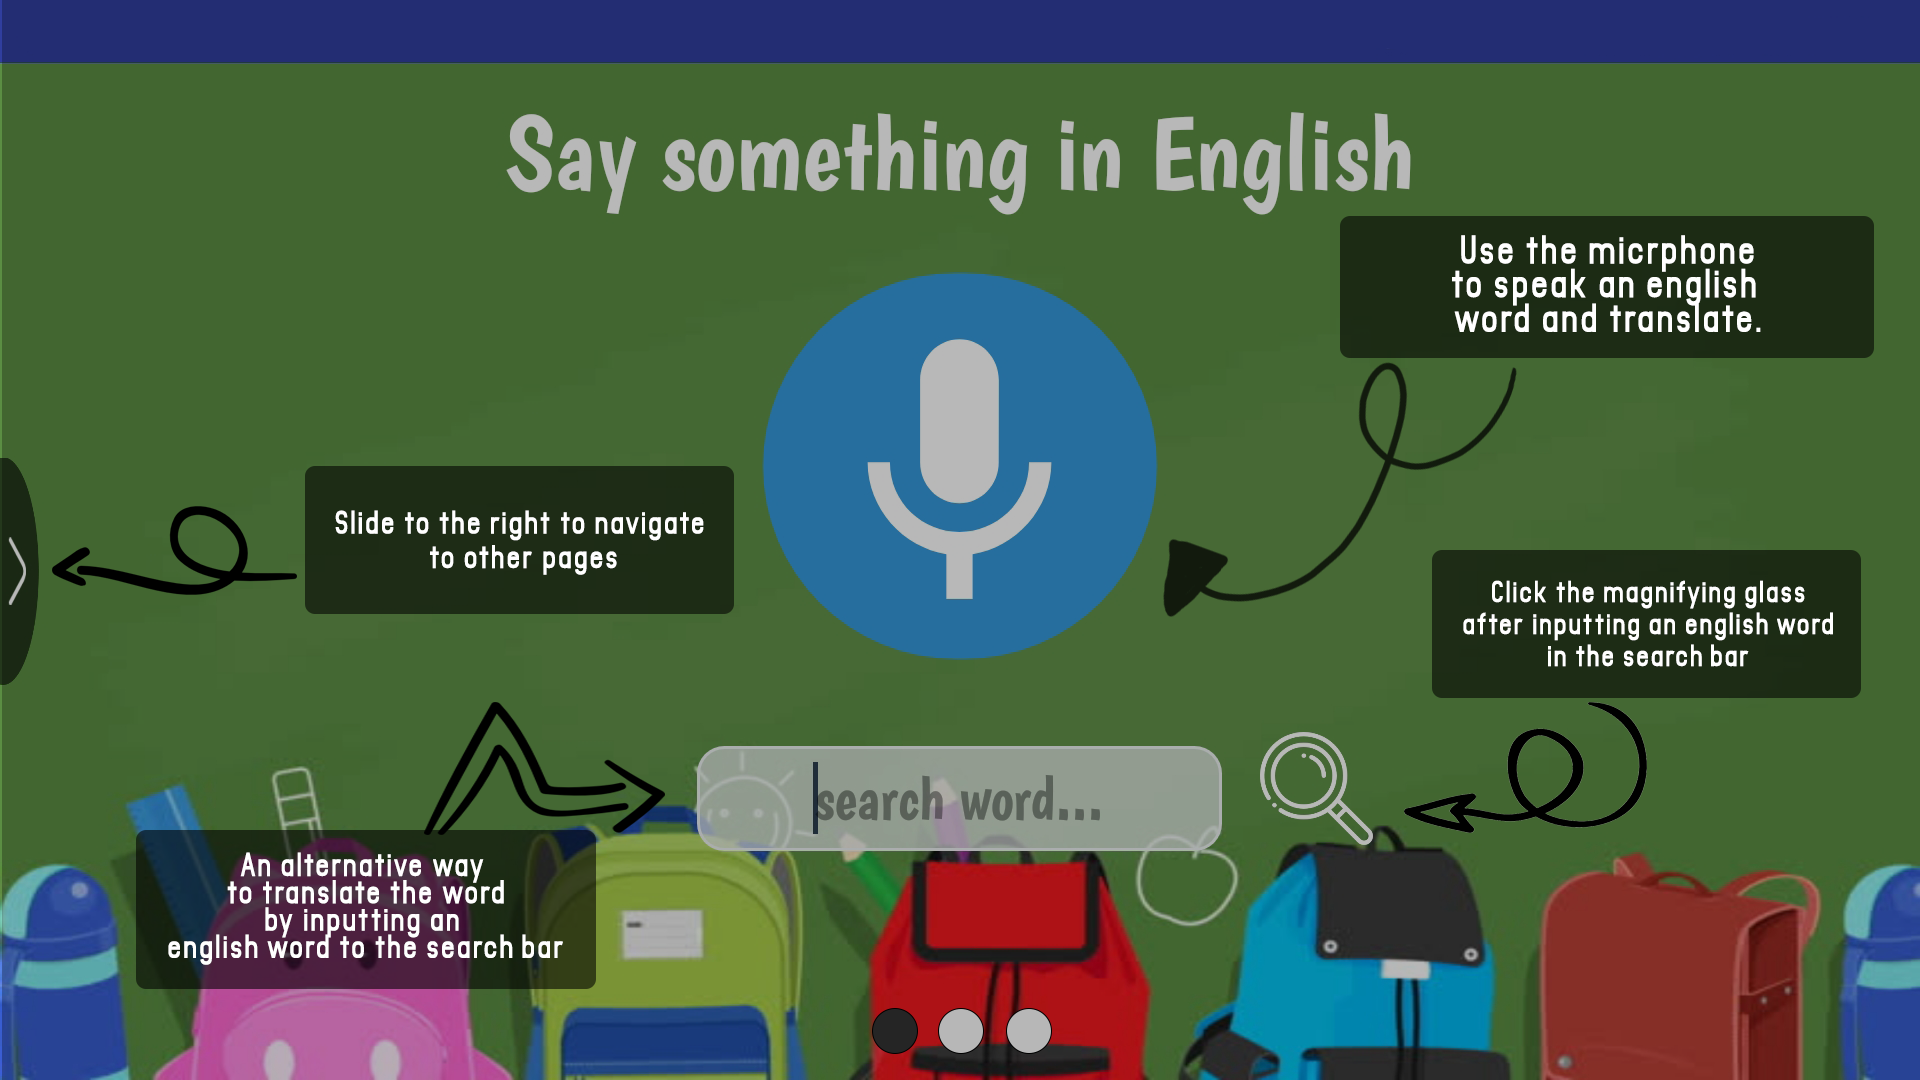 Say something in English
Use the micrphone
to speak an english
word and translate.
Slide to the right to navigate
to other pages
Click the magnifying glass
after inputting an english word
in the search bar
search word...
An alternative way
to translate the word
by inputting an
english word to the search bar